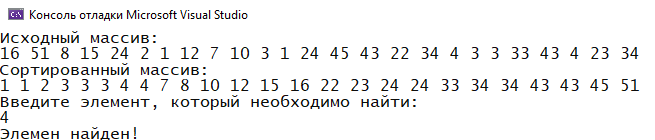 Консоль отладки Microsoft Visual Studio
Исходный массив:
16 51 8 15 24 2 1 12 7 10 3 1 24 45 43 22 34 4 3 3 33 43 4 23 34
Сортированный массив:
1 1 2 3 3 3 4 4 7 8 10 12 15 16 22 23 24 24 33 34 34 43 43 45 51
Введите элемент, который необходимо найти:
4
Элемен найден!